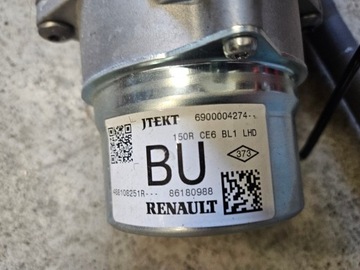 JTEKT 6900004274--
150R CE6 BL1 LHD
BU
373
488108251R--- 86180988
RENAULT